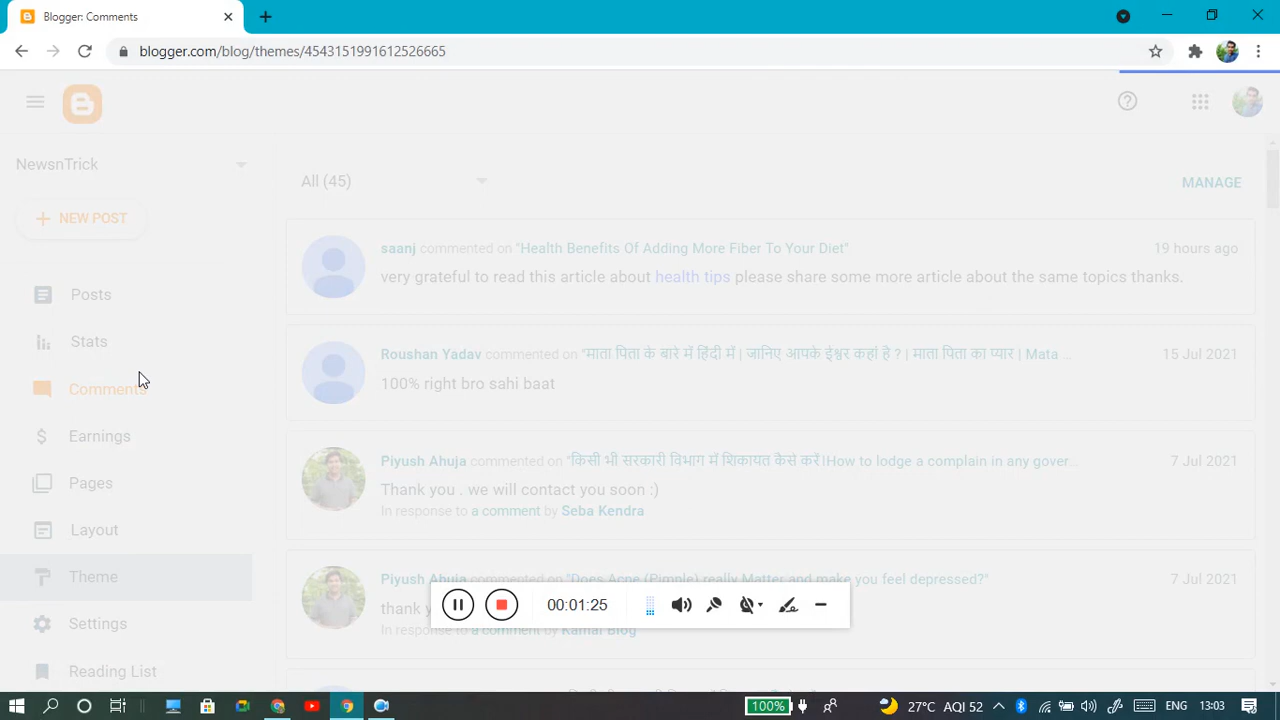 Blogger: Comments
blogger.com/blog/themes/4543151991612526665
NewsnTrick
All (45)
MANAGE
+ NEW POST
saanj commented on "Health Benefits Of Adding More Fiber To Your Diet" 19 hours ago
very grateful to read this article about health tips please share some more article about the same topics thanks.
Posts
Stats
Roushan Yadav commented on "माता पिता के बारे में हिंदी में | जानिए आपके ईश्वर कहां है ? | माता पिता का प्यार | Mata ... 15 Jul 2021
100% right bro sahi baat
Comments
Earnings
Piyush Ahuja commented on "किसी भी सरकारी विभाग में शिकायत कैसे करें।How to lodge a complain in any gover... 7 Jul 2021
Thank you . we will contact you soon :)
In response to a comment by Seba Kendra
Pages
Layout
Theme
Piyush Ahuja commented on "Does Acne (Pimple) really Matter and make you feel depressed?" 7 Jul 2021
thank
00:01:25
In response to a comment by Kamal Blog
Settings
Reading List
100% 27°C AQI 52 ENG 13:03